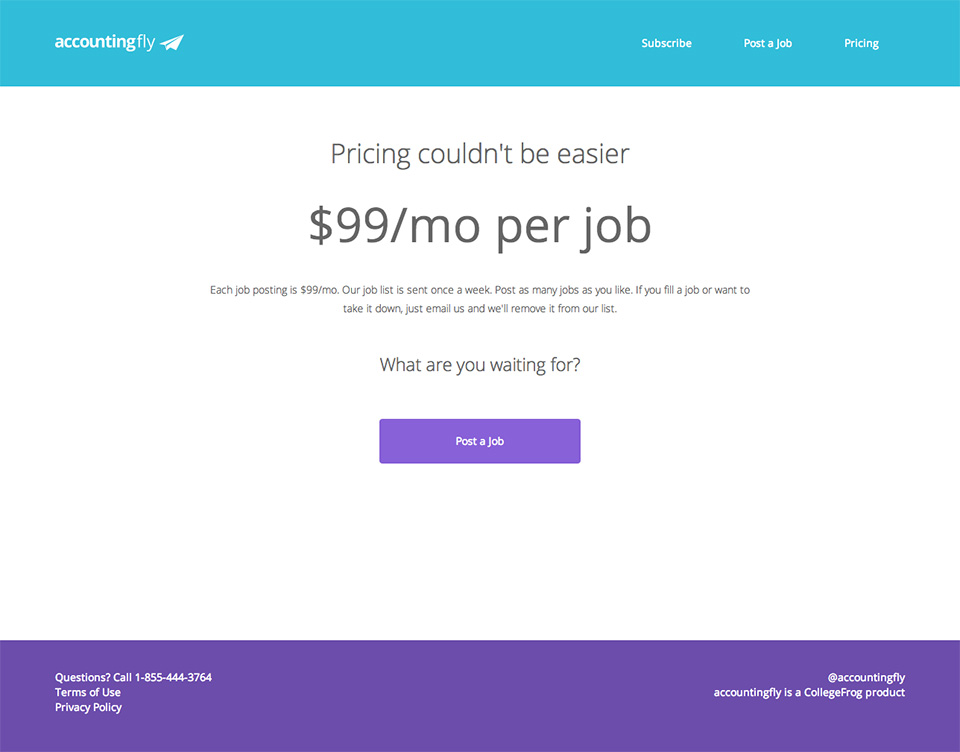 accountingfly
Subscribe
Post a Job
Pricing
Pricing couldn't be easier
$99/mo per job
Each job posting is $99/mo. Our job list is sent once a week. Post as many jobs as you like. If you fill a job or want to
take it down, just email us and we'll remove it from our list.
What are you waiting for?
Post a Job
Questions? Call 1-855-444-3764
Terms of Use
Privacy Policy
@accountingfly
accountingfly is a CollegeFrog product